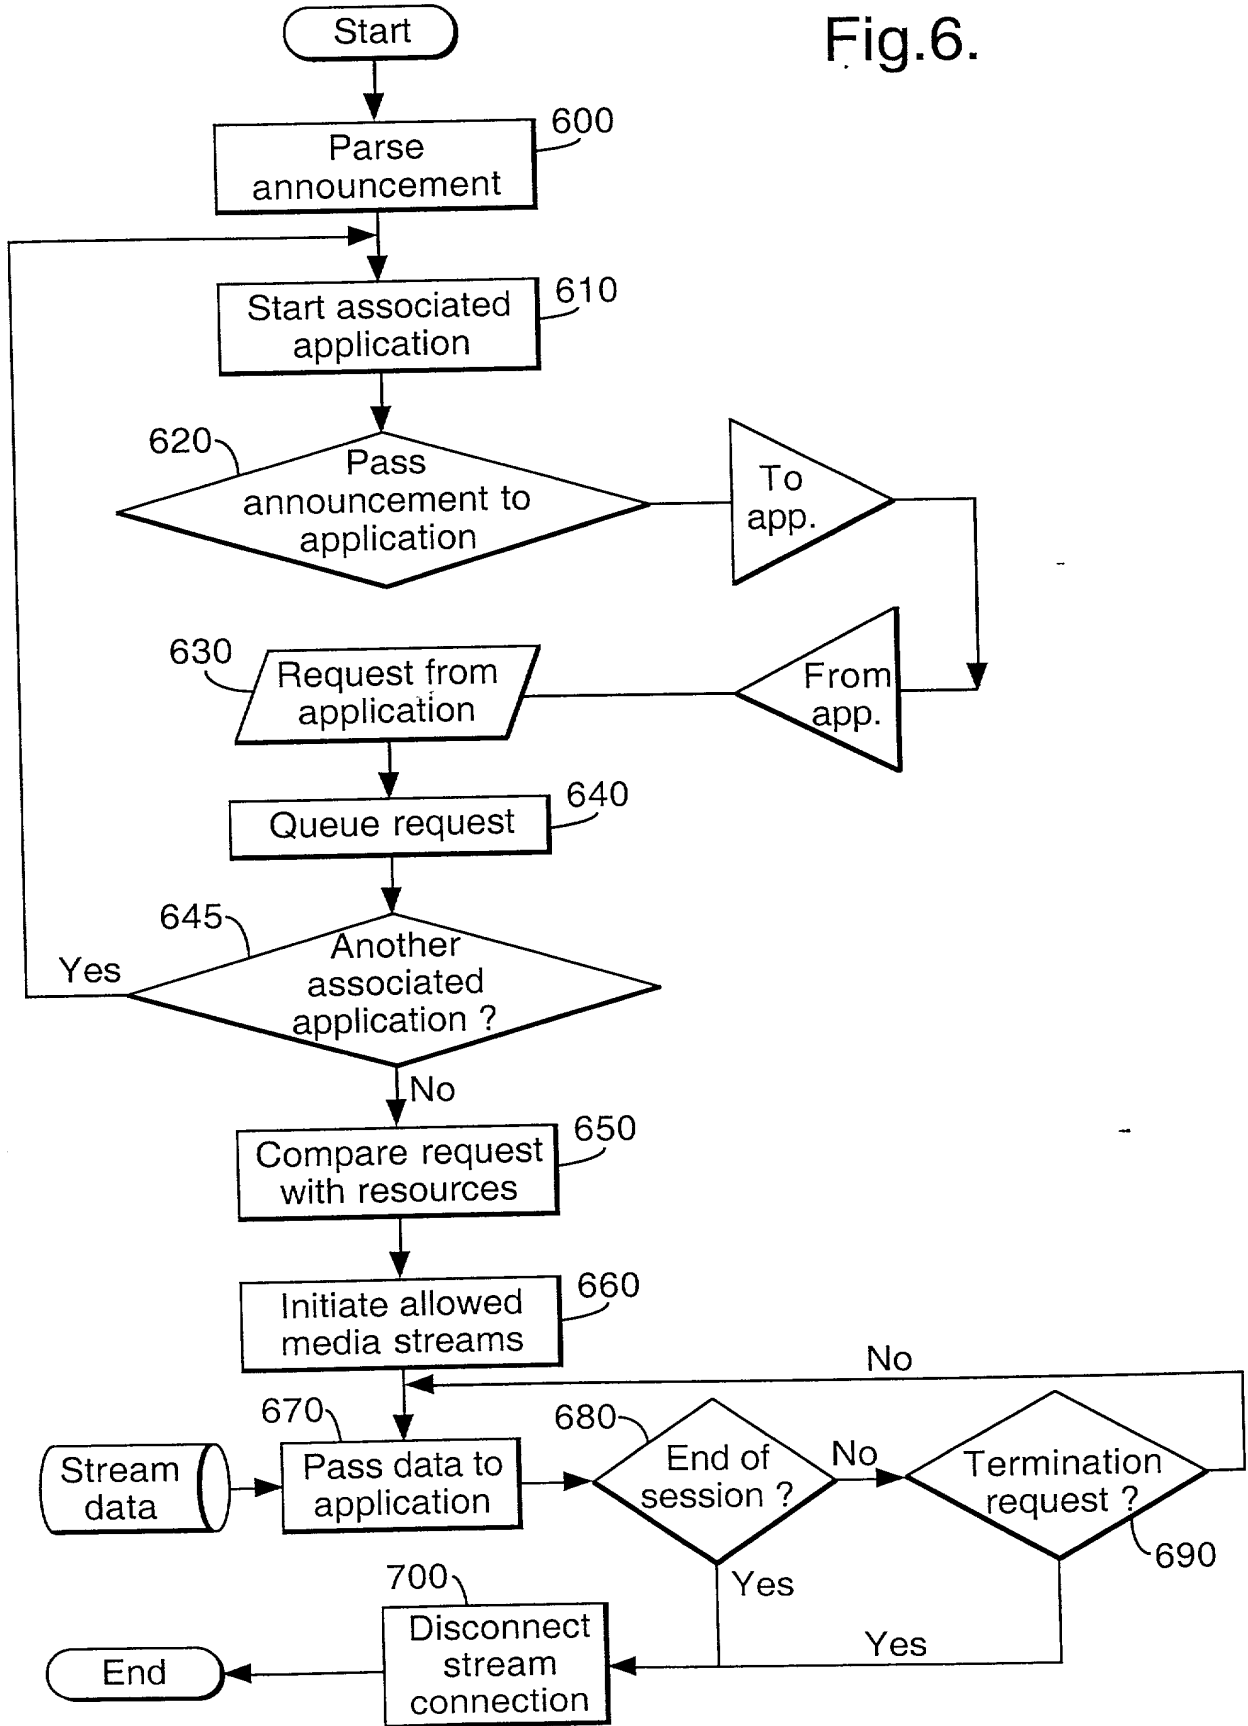 Fig.6.
Start
600
Parse
announcement
610
Start associated
application
620
Pass
announcement to
application
To
app.
630
Request from
application
From
app.
640
Queue request
645
Another
associated
application ?
Yes
No
650
Compare request
with resources
660
Initiate allowed
media streams
No
670
Stream
data
Pass data to
application
680
End of
session ?
No
Termination
request ?
690
Yes
Yes
700
Disconnect
stream
connection
End